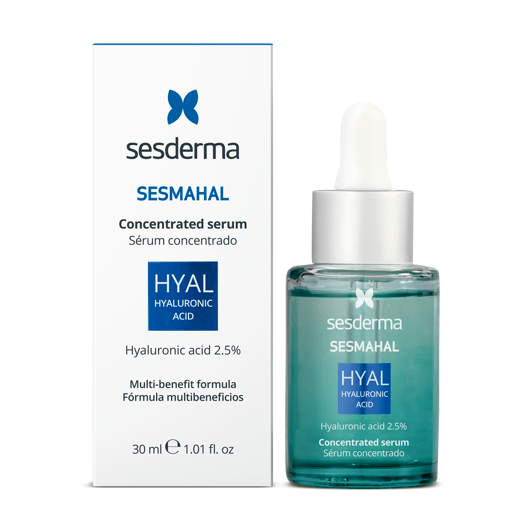 sesderma
SESMAHAL
Concentrated serum
Sérum concentrado
HYAL
HYALURONIC
ACID
Hyaluronic acid 2.5%
Multi-benefit formula
Fórmula multibeneficios
30 ml ℮ 1.01 fl. oz
sesderma
SESMAHAL
HYAL
HYALURONIC
ACID
Hyaluronic acid 2.5%
Concentrated serum
Sérum concentrado